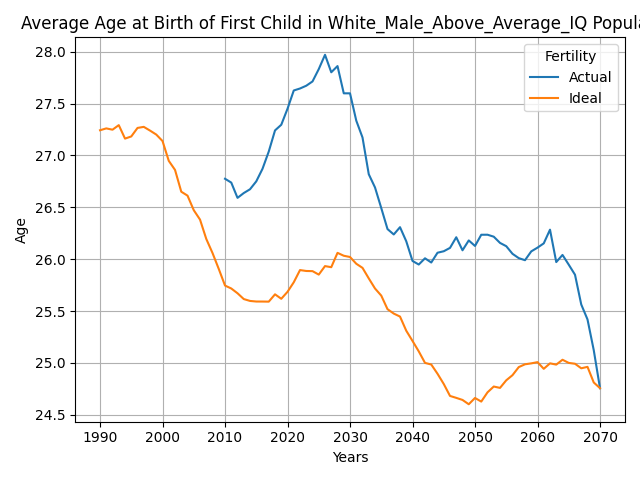 Average Age at Birth of First Child in White_Male_Above_Average_IQ Popula
Fertility
Actual
Ideal
28.0
27.5
27.0
26.5
26.0
25.5
25.0
24.5
Age
1990 2000 2010 2020 2030 2040 2050 2060 2070
Years